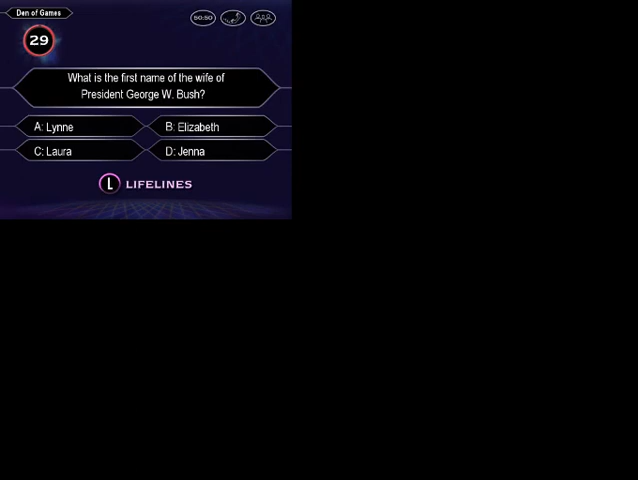 Den of Games
50:50
29
What is the first name of the wife of
President George W. Bush?
A: Lynne
B: Elizabeth
C: Laura
D: Jenna
L LIFELINES